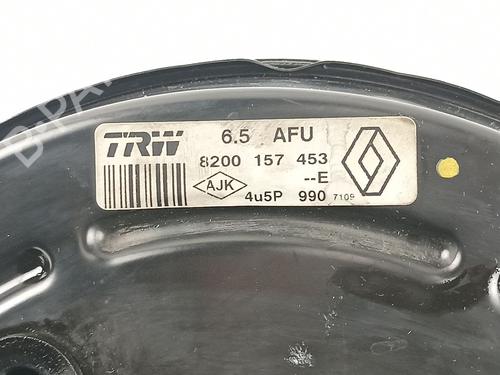 TRW 6.5 AFU
8200 157 453
--E
AJK 4u5P 990 7109